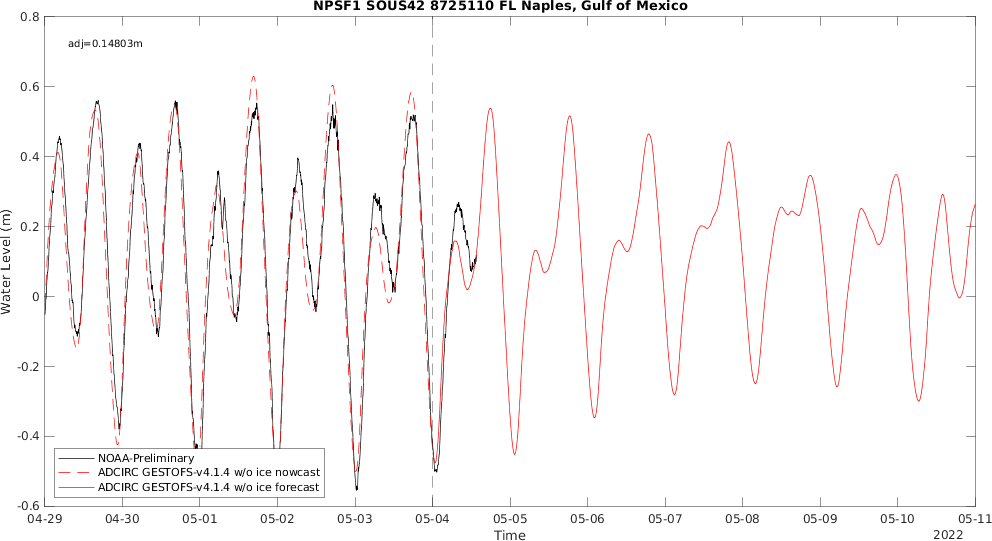 NPSF1 SOUS42 8725110 FL Naples, Gulf of Mexico
adj=0.14803m
0.8
0.6
0.4
0.2
0
-0.2
-0.4
-0.6
Water Level (m)
NOAA-Preliminary
ADCIRC GESTOFS-v4.1.4 w/o ice nowcast
ADCIRC GESTOFS-v4.1.4 w/o ice forecast
04-29 04-30 05-01 05-02 05-03 05-04 05-05 05-06 05-07 05-08 05-09 05-10 05-11
Time
2022